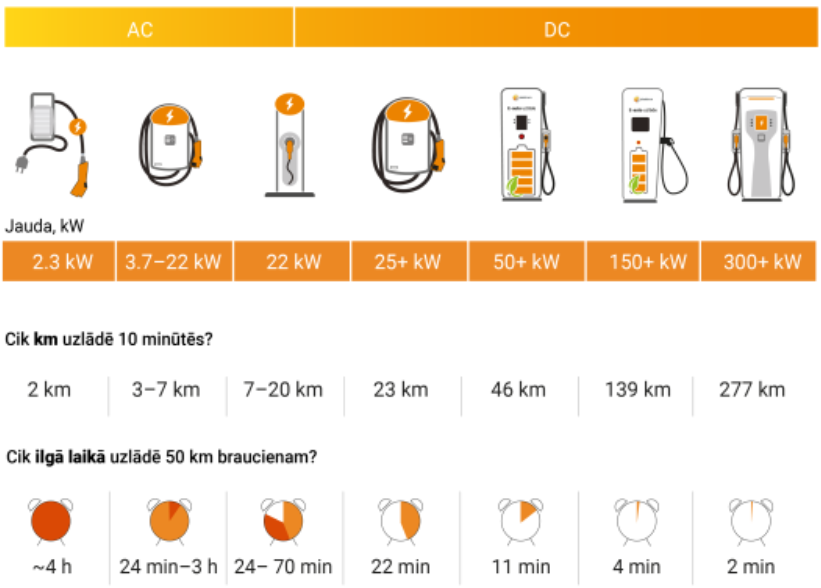 AC DC
Jauda, kW
2.3 kW 3.7–22 kW 22 kW 25+ kW 50+ kW 150+ kW 300+ kW
Cik km uzlādē 10 minūtēs?
2 km 3–7 km 7–20 km 23 km 46 km 139 km 277 km
Cik ilgā laikā uzlādē 50 km braucienam?
~4 h 24 min–3 h 24– 70 min 22 min 11 min 4 min 2 min